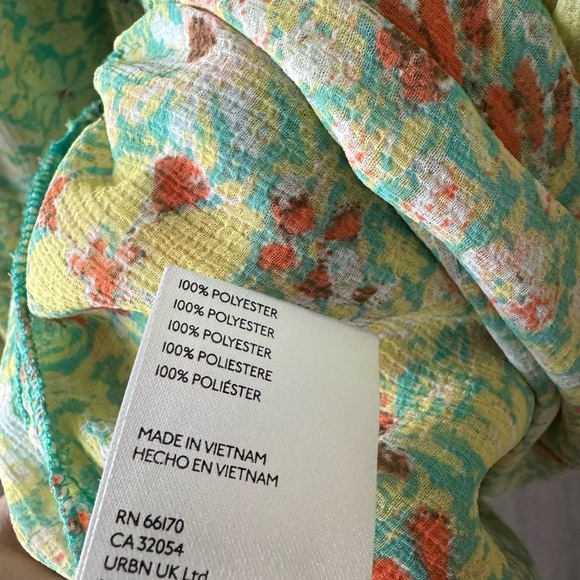 100% POLYESTER
100% POLYESTER
100% POLYESTER
100% POLIESTERE
100% POLIÉSTER
MADE IN VIETNAM
HECHO EN VIETNAM
RN 66170
CA 32054
URBN UK Ltd